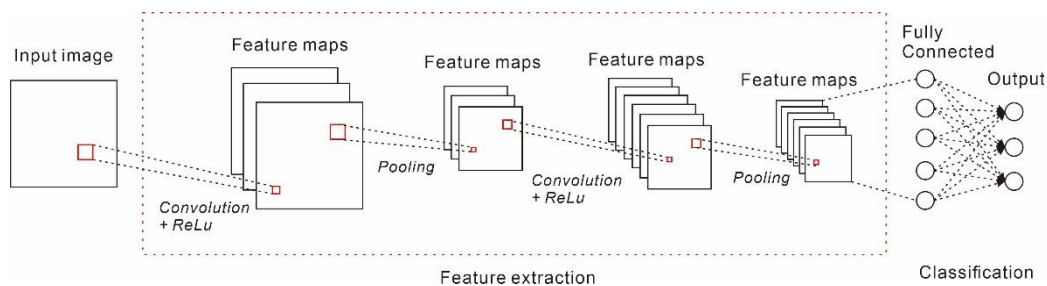 Input image
Feature maps
Feature maps
Feature maps
Feature maps
Fully
Connected
Output
Convolution
+ ReLu
Pooling
Convolution
+ ReLu
Pooling
Feature extraction
Classification